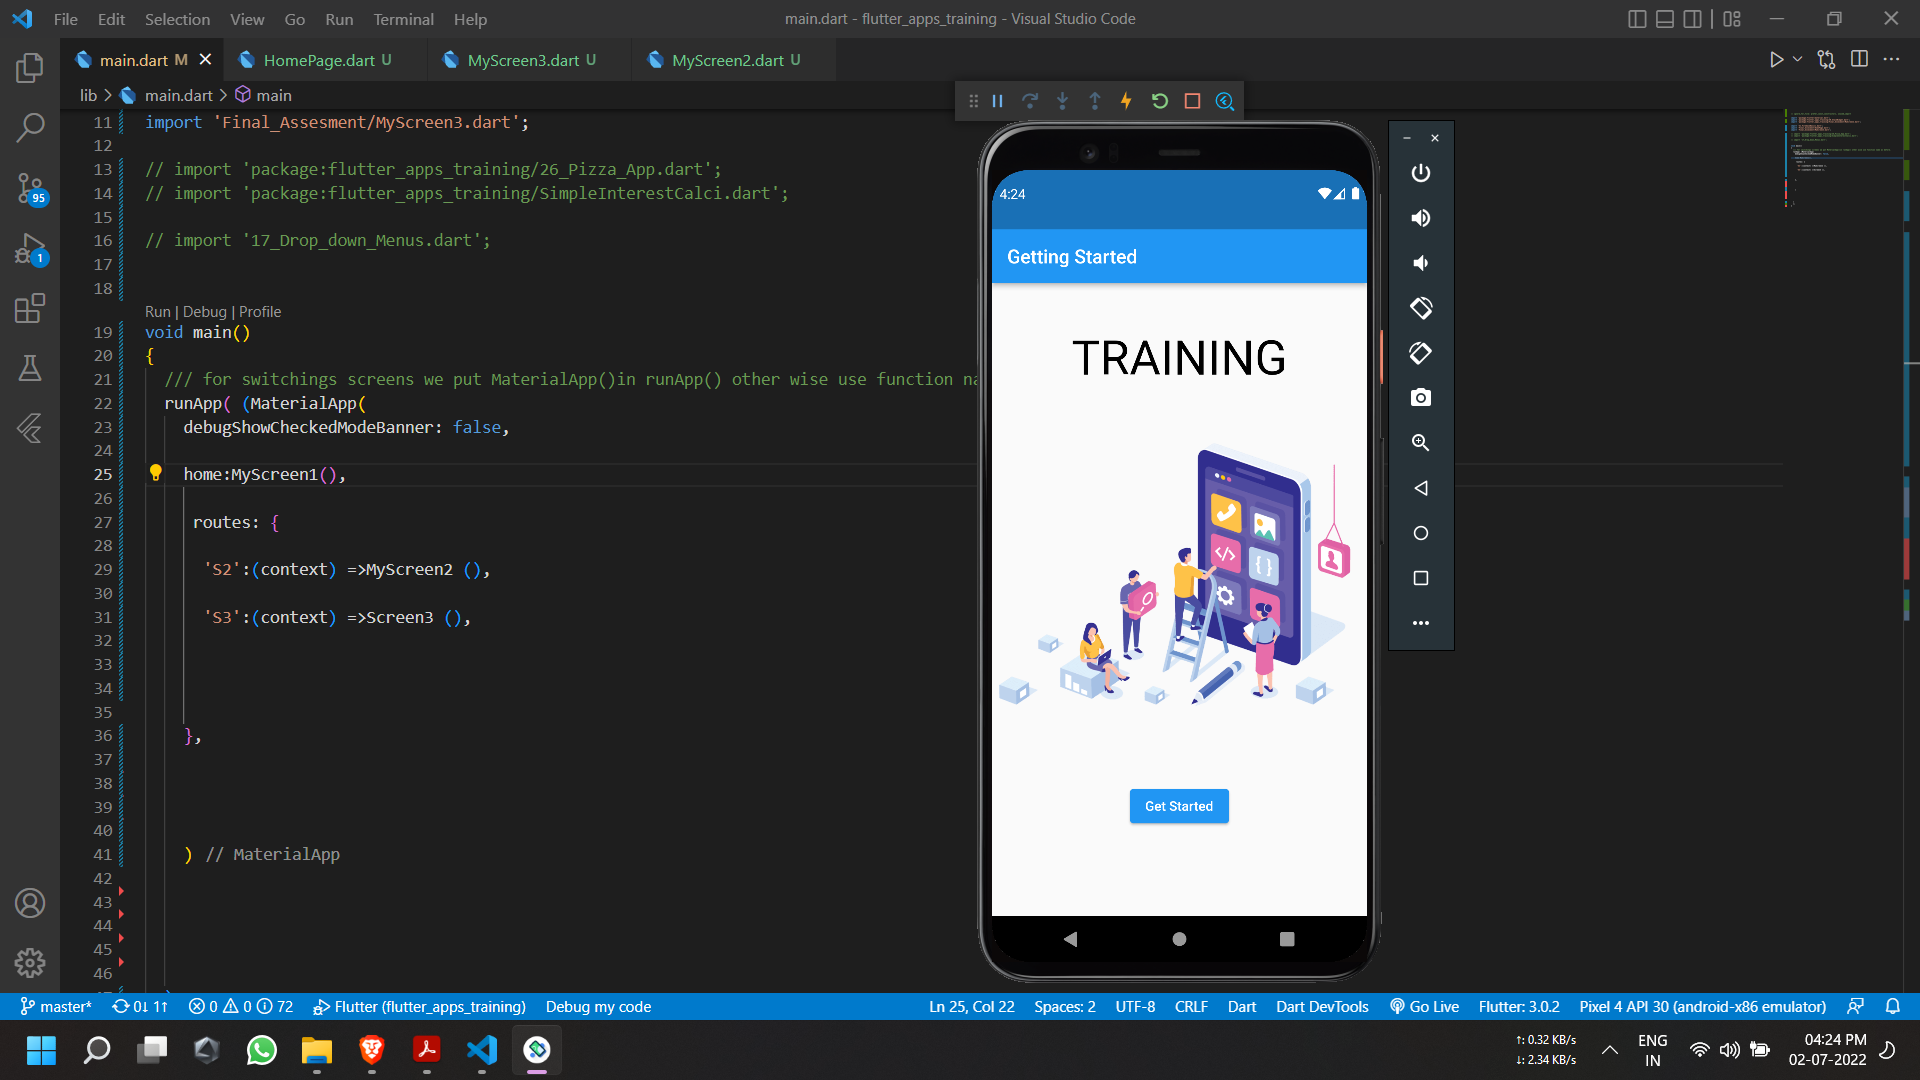 File Edit Selection View Go Run Terminal Help
main.dart - flutter_apps_training - Visual Studio Code
main.dart M
HomePage.dart U
MyScreen3.dart U
MyScreen2.dart U
lib > main.dart > main
11 import 'Final_Assesment/MyScreen3.dart';
12
13 // import 'package:flutter_apps_training/26_Pizza_App.dart';
14 // import 'package:flutter_apps_training/SimpleInterestCalci.dart';
15
16 // import '17_Drop_down_Menus.dart';
17
18
Run | Debug | Profile
19 void main()
20 {
21 /// for switchings screens we put MaterialApp()in runApp() other wise use function na
22 runApp( (MaterialApp(
23 debugShowCheckedModeBanner: false,
24
25 home:MyScreen1(),
26
27 routes: {
28
29 'S2':(context) =>MyScreen2 (),
30
31 'S3':(context) =>Screen3 (),
32
33
34
35
36 },
37
38
39
40
41 ) // MaterialApp
42
43
44
45
46
95
1
4:24
Getting Started
TRAINING
Get Started
master* 0↓ 1↑ 0 0 72 Flutter (flutter_apps_training) Debug my code
Ln 25, Col 22 Spaces: 2 UTF-8 CRLF Dart Dart DevTools Go Live Flutter: 3.0.2 Pixel 4 API 30 (android-x86 emulator)
↑: 0.32 KB/s
↓: 2.34 KB/s
ENG
IN
04:24 PM
02-07-2022